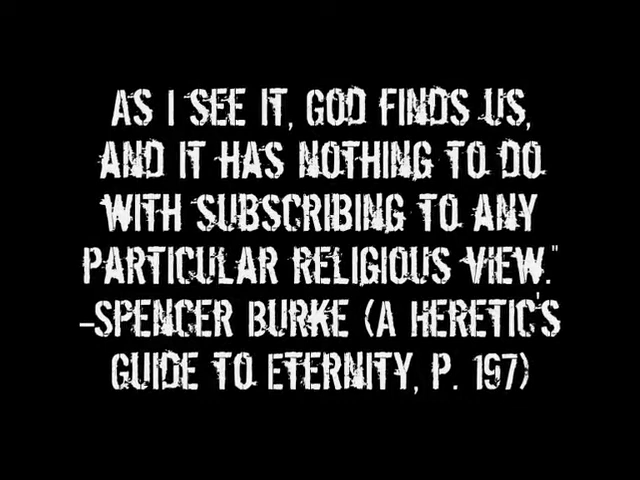 AS I SEE IT, GOD FINDS US,
AND IT HAS NOTHING TO DO
WITH SUBSCRIBING TO ANY
PARTICULAR RELIGIOUS VIEW."
-SPENCER BURKE (A HERETIC'S
GUIDE TO ETERNITY, P. 197)